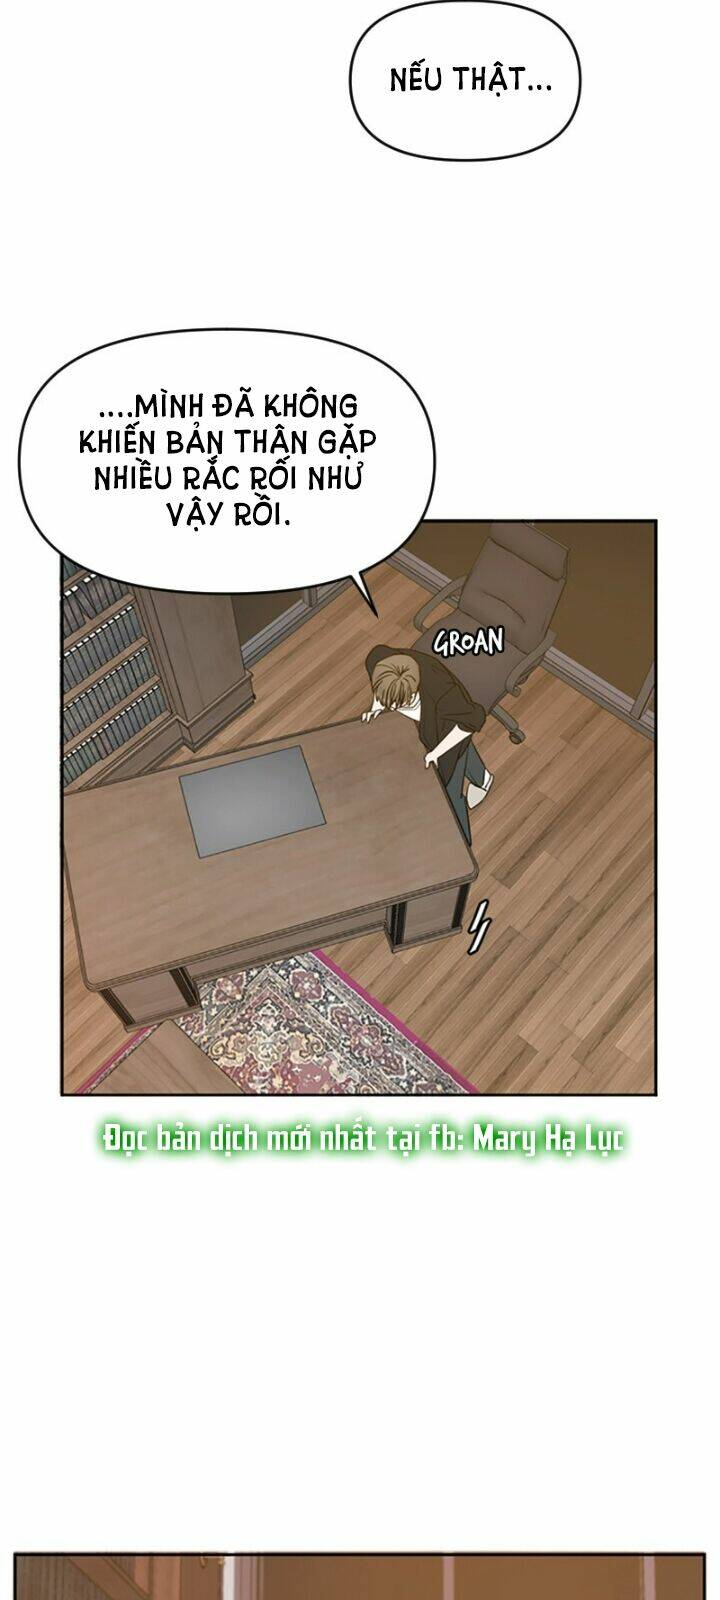 NẾU THẬT...
....MÌNH ĐÃ KHÔNG
KHIẾN BẢN THÂN GẶP
NHIỀU RẮC RỐI NHƯ
VẬY RỒI.
GROAN
Đọc bản dịch mới nhất tại fb: Mary Hạ Lục